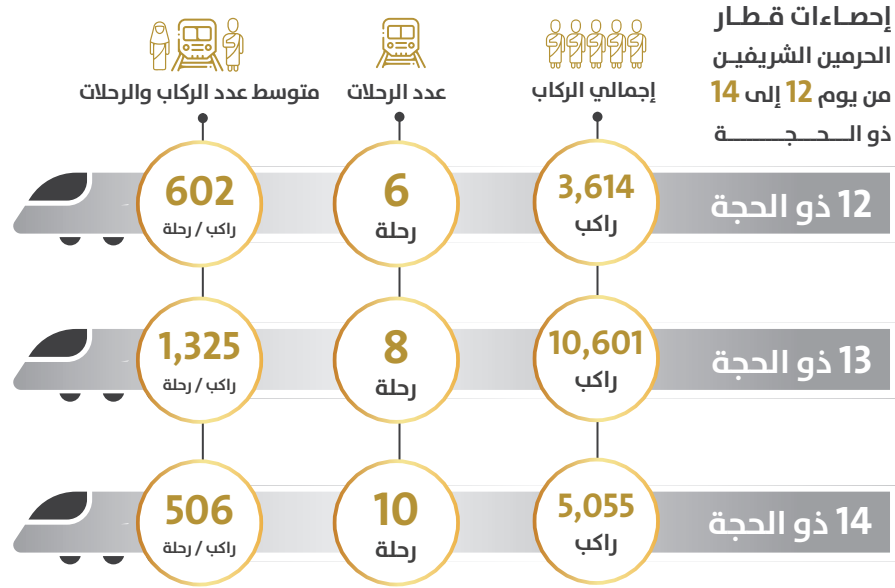 إحصاءات قطار
الحرمين الشريفين
من يوم 12 إلى 14
ذو الحجة
إجمالي الركاب
عدد الرحلات
متوسط عدد الركاب والرحلات
12 ذو الحجة
3,614
راكب
6
رحلة
602
راكب / رحلة
13 ذو الحجة
10,601
راكب
8
رحلة
1,325
راكب / رحلة
14 ذو الحجة
5,055
راكب
10
رحلة
506
راكب / رحلة